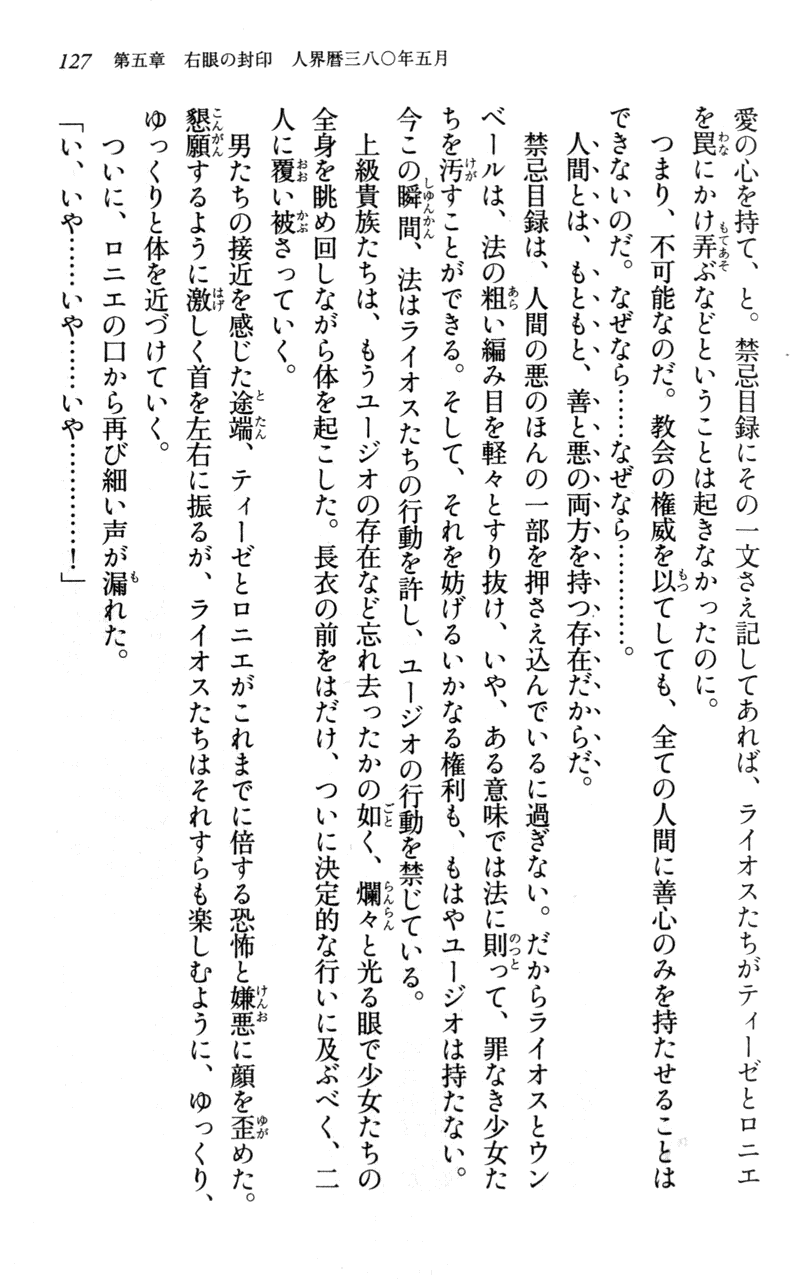 127　第五章　右眼の封印　人界暦三八〇年五月
愛の心を持て、と。禁忌目録にその一文さえ記してあれば、ライオスたちがティーゼとロニエ
を罠にかけ弄ぶなどということは起きなかったのに。
つまり、不可能なのだ。教会の権威を以てしても、全ての人間に善心のみを持たせることは
できないのだ。なぜなら……なぜなら…………。
人間とは、もともと、善と悪の両方を持つ存在だからだ。
禁忌目録は、人間の悪のほんの一部を押さえ込んでいるに過ぎない。だからライオスとウン
ベールは、法の粗い編み目を軽々とすり抜け、いや、ある意味では法に則って、罪なき少女た
ちを汚すことができる。そして、それを妨げるいかなる権利も、もはやユージオは持たない。
今この瞬間、法はライオスたちの行動を許し、ユージオの行動を禁じている。
上級貴族たちは、もうユージオの存在など忘れ去ったかの如く、爛々と光る眼で少女たちの
全身を眺め回しながら体を起こした。長衣の前をはだけ、ついに決定的な行いに及ぶべく、二
人に覆い被さっていく。
男たちの接近を感じた途端、ティーゼとロニエがこれまでに倍する恐怖と嫌悪に顔を歪めた。
懇願するように激しく首を左右に振るが、ライオスたちはそれすらも楽しむように、ゆっくり、
ゆっくりと体を近づけていく。
ついに、ロニエの口から再び細い声が漏れた。
「い、いや……いや……いや…………！」